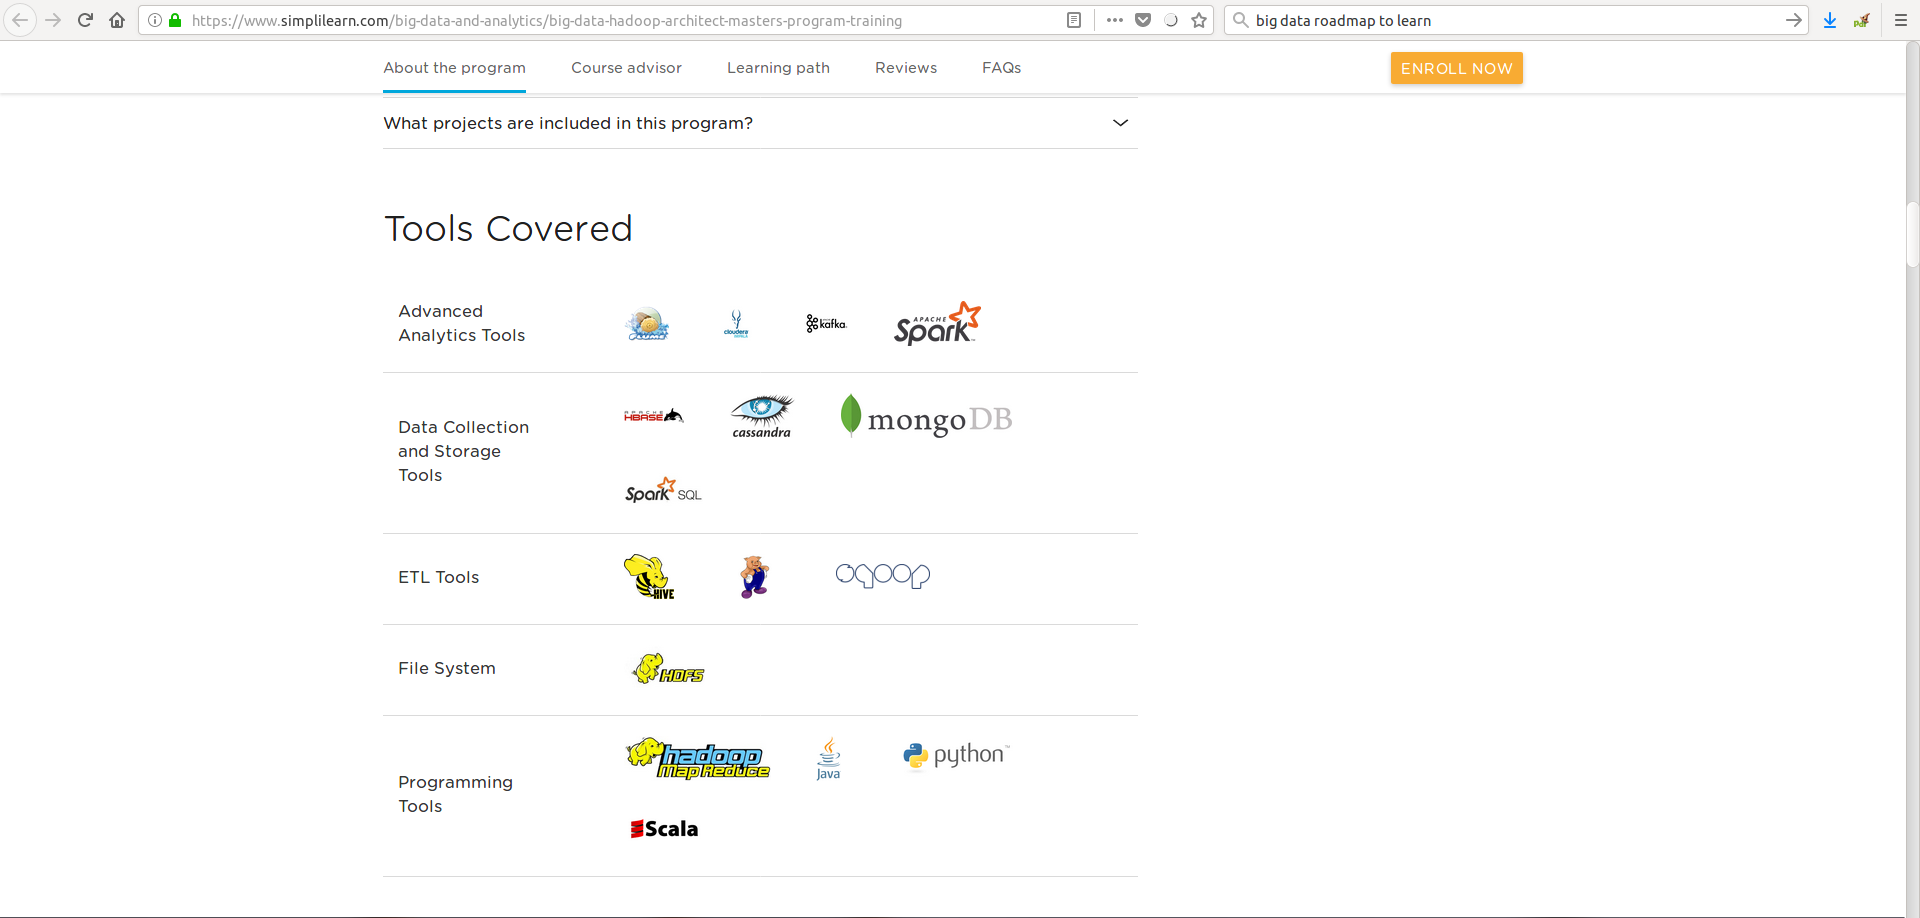 https://www.simplilearn.com/big-data-and-analytics/big-data-hadoop-architect-masters-program-training
big data roadmap to learn
About the program
Course advisor
Learning path
Reviews
FAQs
ENROLL NOW
What projects are included in this program?
Tools Covered
Advanced
Analytics Tools
cloudera
kafka
APACHE
Spark
Data Collection
and Storage
Tools
APACHE
HBASE
cassandra
mongoDB
Spark SQL
ETL Tools
HIVE
sqoop
File System
HDFS
Programming
Tools
hadoop
Map Reduce
Java
python
Scala